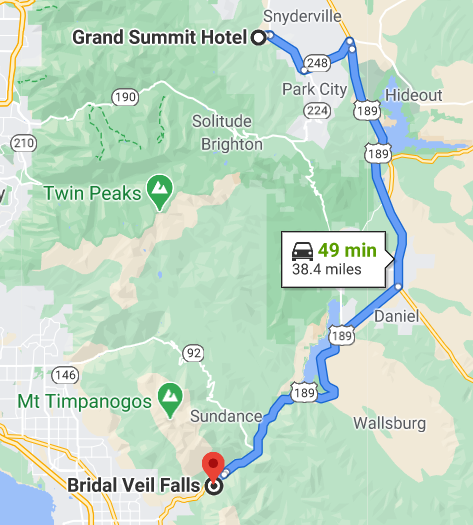 Snyderville
Grand Summit Hotel
248
Park City
Hideout
190
224
189
Solitude
Brighton
210
189
Twin Peaks
49 min
38.4 miles
Daniel
189
92
146
189
Mt Timpanogos
Sundance
Wallsburg
Bridal Veil Falls